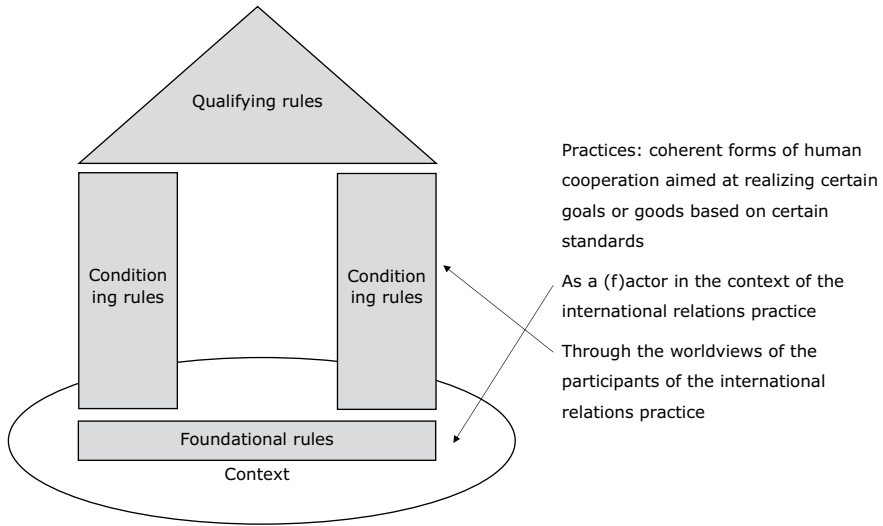 Qualifying rules
Condition
ing rules
Condition
ing rules
Foundational rules
Context
Practices: coherent forms of human
cooperation aimed at realizing certain
goals or goods based on certain
standards
As a (f)actor in the context of the
international relations practice
Through the worldviews of the
participants of the international
relations practice